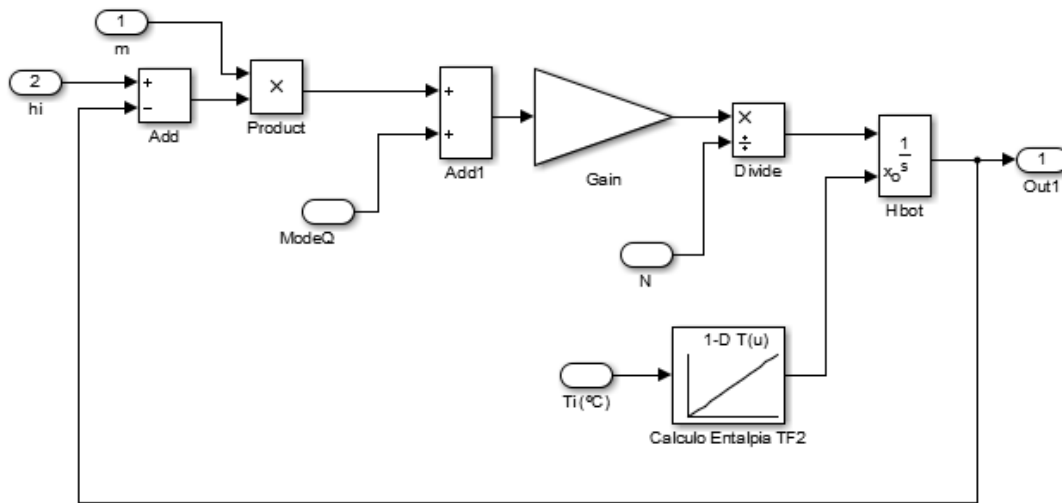 1
m
2
hi
+
−
Add
×
Product
+
+
Add1
ModeQ
Gain
×
÷
Divide
N
1
s
xo
Hbot
1
Out1
1-D T(u)
Ti (ºC)
Calculo Entalpia TF2